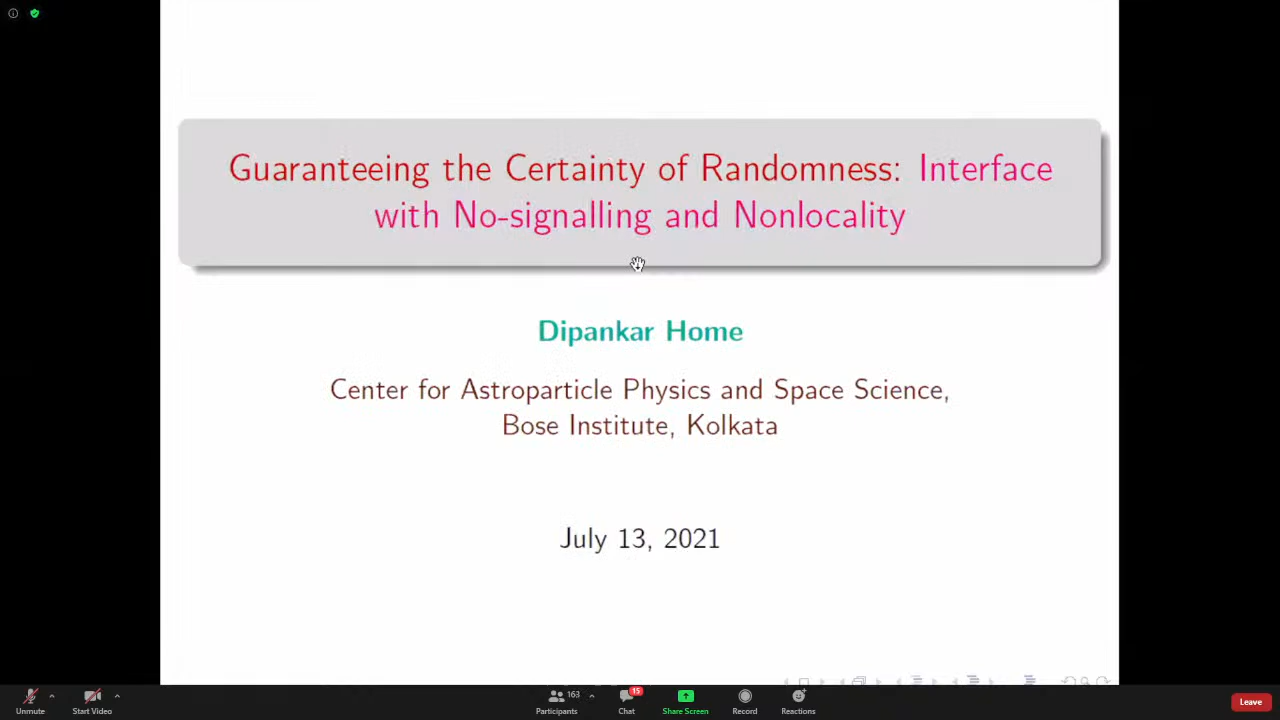 Guaranteeing the Certainty of Randomness: Interface
with No-signalling and Nonlocality
Dipankar Home
Center for Astroparticle Physics and Space Science,
Bose Institute, Kolkata
July 13, 2021
Unmute
Start Video
163
Participants
15
Chat
Share Screen
Record
Reactions
Leave